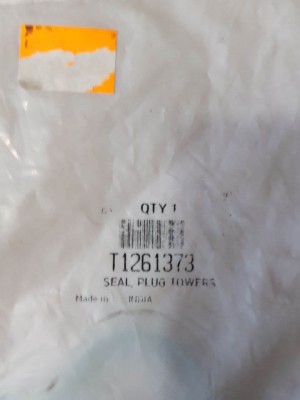 QTY 1
T1261373
SEAL, PLUG TOWERS
Made in INDIA